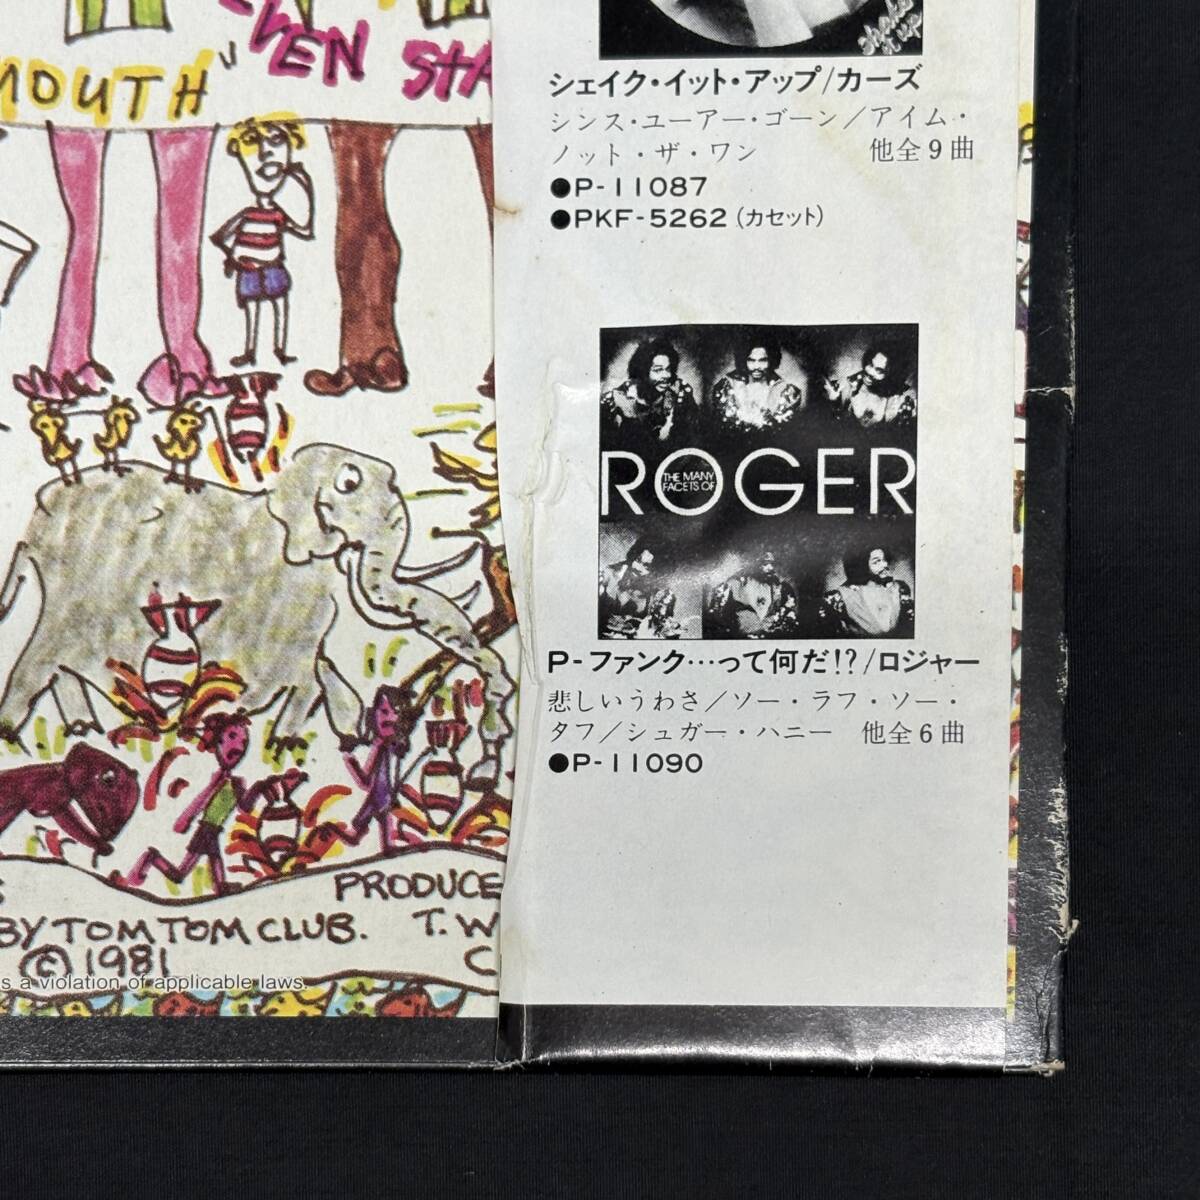 VEN STA
MOUTH"
PRODUCE
BY TOM TOM CLUB. T. W
© 1981 C
s a violation of applicable laws.
shake it up
シェイク・イット・アップ/カーズ
シンス・ユーアー・ゴーン/アイム・
ノット・ザ・ワン 他全9曲
●P-11087
●PKF-5262(カセット)
ROGER
THE MANY
FACETS OF
P-ファンク…って何だ!?/ロジャー
悲しいうわさ/ソー・ラフ・ソー・
タフ/シュガー・ハニー 他全6曲
●P-11090